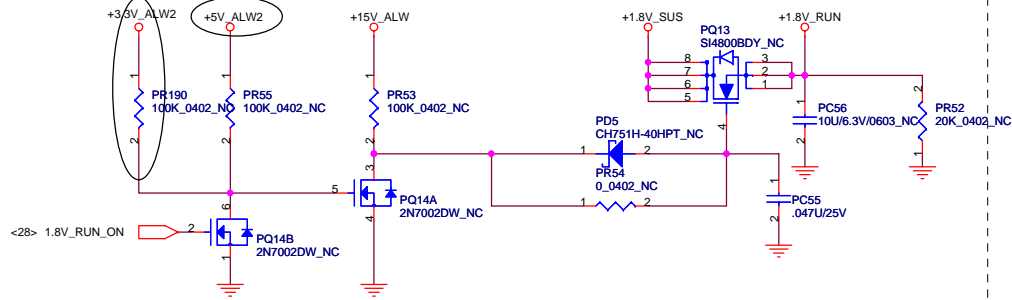 +3.3V_ALW2
+5V_ALW2
+15V_ALW
+1.8V_SUS
+1.8V_RUN
PQ13
SI4800BDY_NC
8
7
6
5
3
2
1
4
1
2
PR190
100K_0402_NC
1
2
PR55
100K_0402_NC
1
2
PR53
100K_0402_NC
1
2
PC56
10U/6.3V/0603_NC
2
1
PR52
20K_0402_NC
PD5
CH751H-40HPT_NC
1
2
PR54
0_0402_NC
1
2
1
2
PC55
.047U/25V
3
5
4
PQ14A
2N7002DW_NC
<28> 1.8V_RUN_ON
6
2
1
PQ14B
2N7002DW_NC